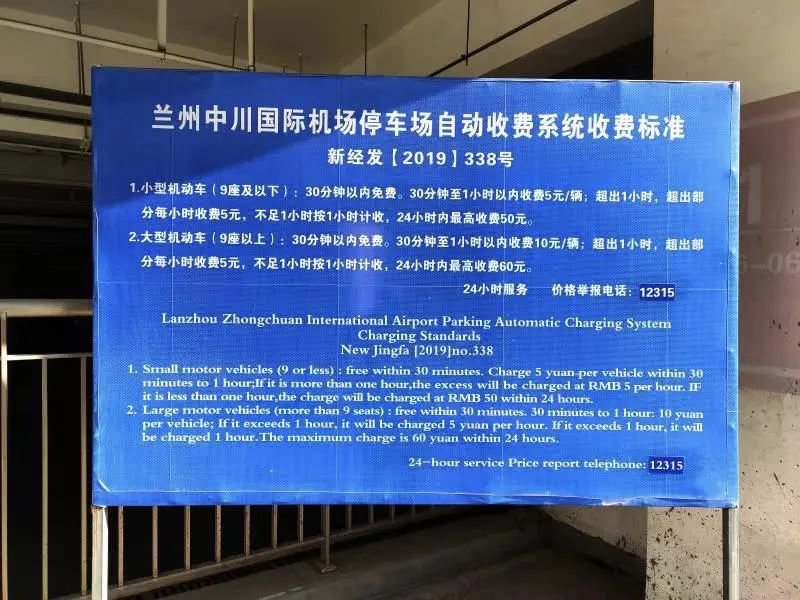 兰州中川国际机场停车场自动收费系统收费标准
新经发【2019】338号
1.小型机动车（9座及以下）：30分钟以内免费。30分钟至1小时以内收费5元/辆；超出1小时，超出部
分每小时收费5元，不足1小时按1小时计收，24小时内最高收费50元。
2.大型机动车（9座以上）：30分钟以内免费。30分钟至1小时以内收费10元/辆；超出1小时，超出部
分每小时收费5元，不足1小时按1小时计收，24小时内最高收费60元。
24小时服务 价格举报电话：12315
Lanzhou Zhongchuan International Airport Parking Automatic Charging System
Charging Standards
New Jingfa [2019]no.338
1. Small motor vehicles (9 or less) : free within 30 minutes. Charge 5 yuan per vehicle within 30
minutes to 1 hour;If it is more than one hour,the excess will be charged at RMB 5 per hour. IF
it is less than one hour,the charge will be charged at RMB 50 within 24 hours.
2. Large motor vehicles (more than 9 seats) : free within 30 minutes. 30 minutes to 1 hour: 10 yuan
per vehicle; If it exceeds 1 hour, it will be charged 5 yuan per hour. If it exceeds 1 hour, it will
be charged 1 hour.The maximum charge is 60 yuan within 24 hours.
24-hour service Price report telephone: 12315